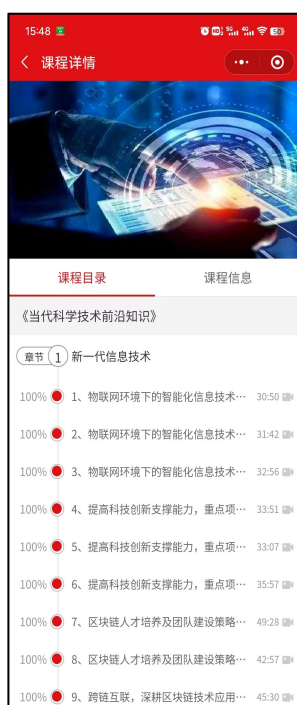 15:48
课程详情
课程目录 课程信息
《当代科学技术前沿知识》
章节 1 新一代信息技术
100% 1、物联网环境下的智能化信息技术… 30:50
100% 2、物联网环境下的智能化信息技术… 31:42
100% 3、物联网环境下的智能化信息技术… 32:56
100% 4、提高科技创新支撑能力，重点项… 33:51
100% 5、提高科技创新支撑能力，重点项… 33:07
100% 6、提高科技创新支撑能力，重点项… 35:57
100% 7、区块链人才培养及团队建设策略… 49:28
100% 8、区块链人才培养及团队建设策略… 42:57
100% 9、跨链互联，深耕区块链技术应用… 45:30